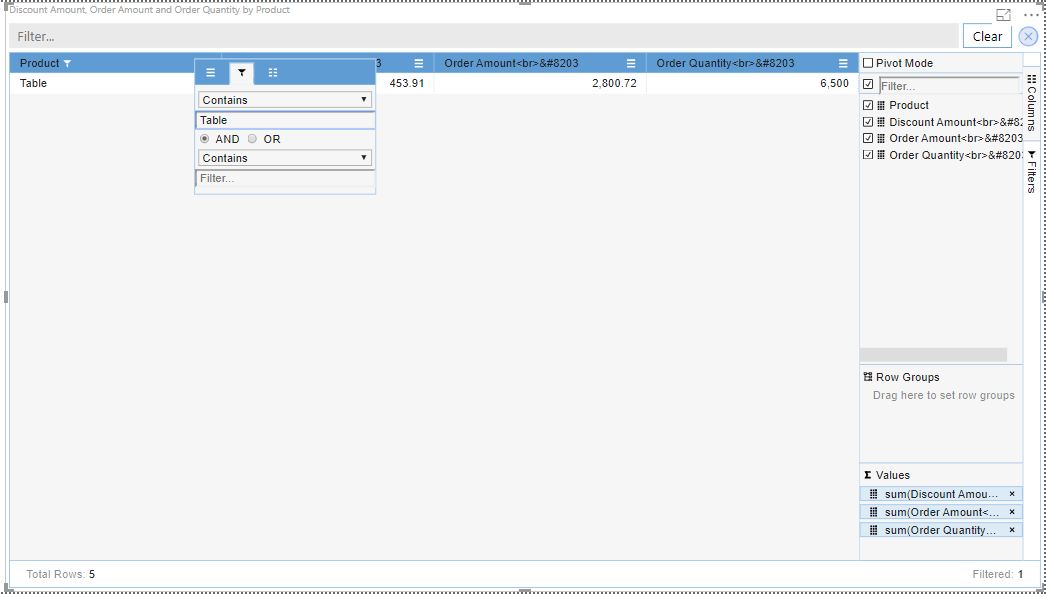 Discount Amount, Order Amount and Order Quantity by Product
Filter...
Clear
Product
3
Order Amount<br>&#8203
Order Quantity<br>&#8203
Table
453.91
2,800.72
6,500
Contains
Table
AND
OR
Contains
Filter...
Pivot Mode
Filter...
Product
Discount Amount<br>&#82
Order Amount<br>&#8203
Order Quantity<br>&#820
Columns
Filters
Row Groups
Drag here to set row groups
Values
sum(Discount Amou...
sum(Order Amount<...
sum(Order Quantity...
Total Rows: 5
Filtered: 1